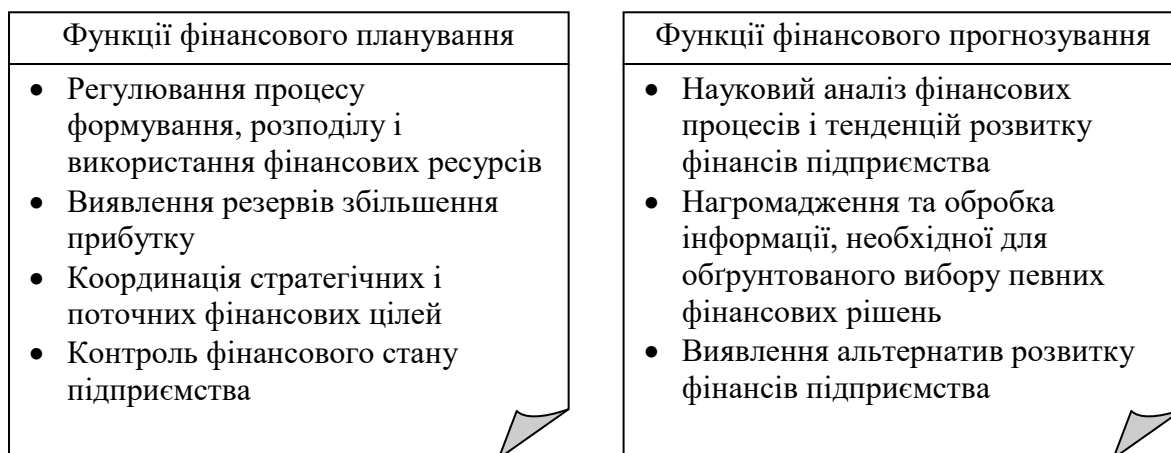 Функції фінансового планування
• Регулювання процесу
формування, розподілу і
використання фінансових ресурсів
• Виявлення резервів збільшення
прибутку
• Координація стратегічних і
поточних фінансових цілей
• Контроль фінансового стану
підприємства
Функції фінансового прогнозування
• Науковий аналіз фінансових
процесів і тенденцій розвитку
фінансів підприємства
• Нагромадження та обробка
інформації, необхідної для
обґрунтованого вибору певних
фінансових рішень
• Виявлення альтернатив розвитку
фінансів підприємства